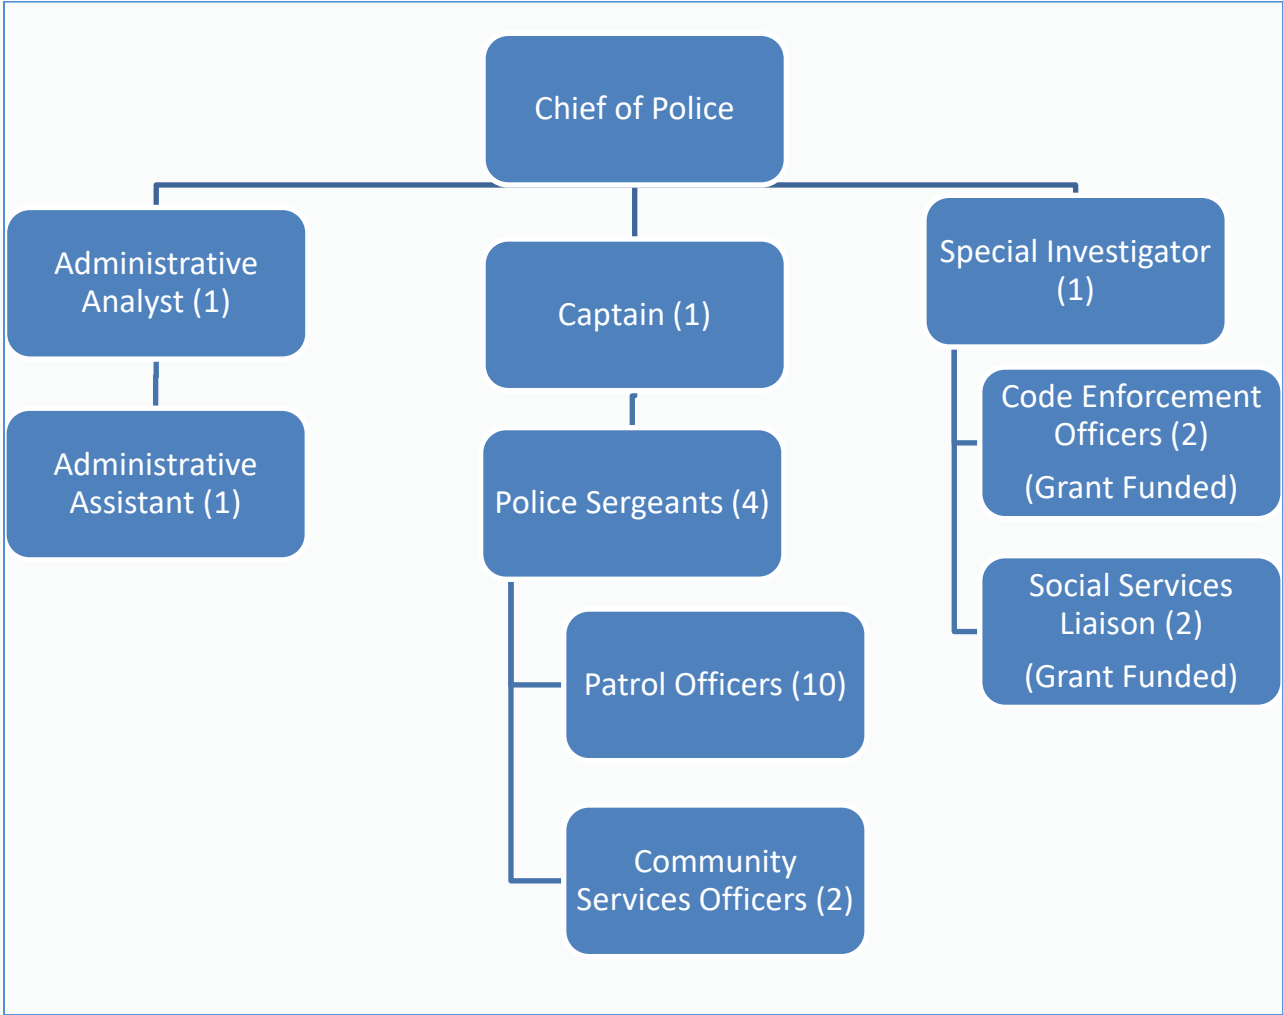 Chief of Police
Administrative
Analyst (1)
Administrative
Assistant (1)
Captain (1)
Police Sergeants (4)
Patrol Officers (10)
Community
Services Officers (2)
Special Investigator
(1)
Code Enforcement
Officers (2)
(Grant Funded)
Social Services
Liaison (2)
(Grant Funded)